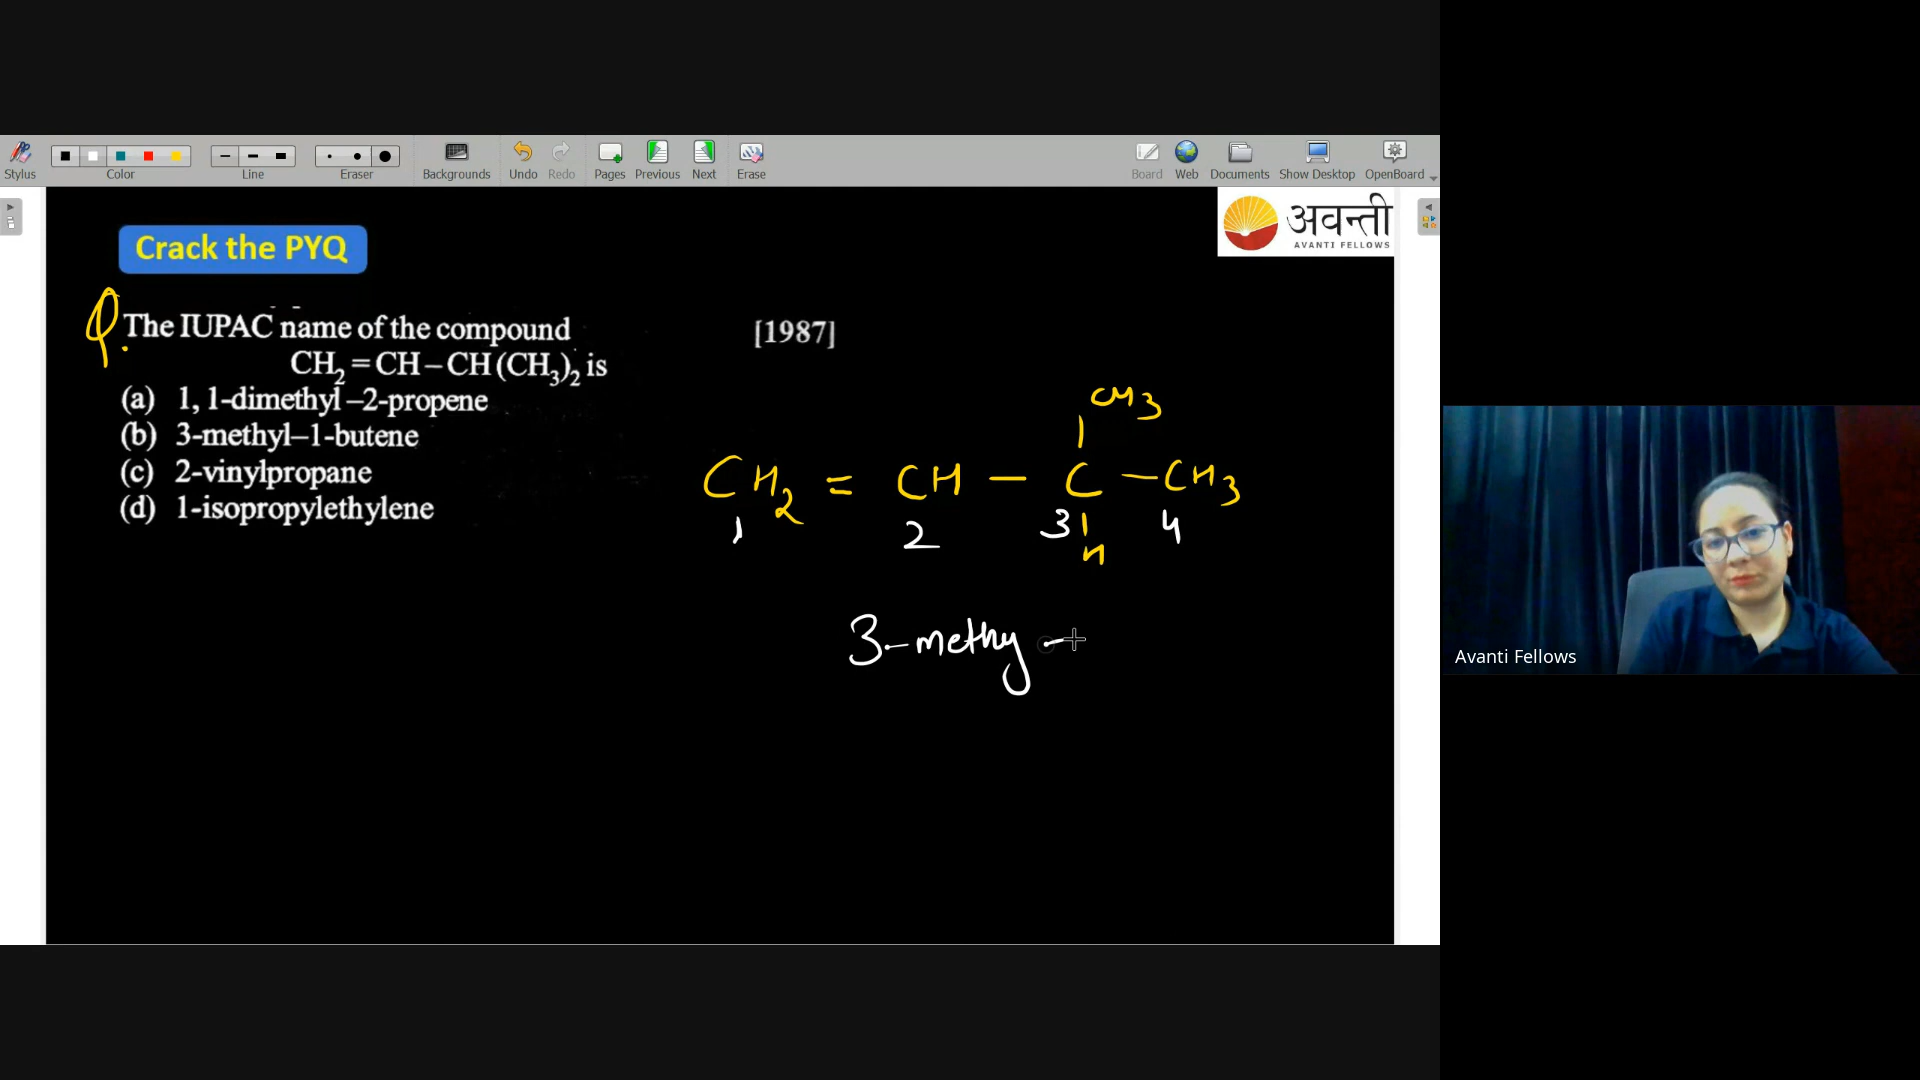 Stylus Color Line Eraser Backgrounds Undo Redo Pages Previous Next Erase Board Web Documents Show Desktop OpenBoard
अवन्ती
AVANTI FELLOWS
Crack the PYQ
Q. The IUPAC name of the compound [1987]
CH₂ = CH – CH (CH₃)₂ is
(a) 1, 1-dimethyl –2-propene
(b) 3-methyl–1-butene
(c) 2-vinylpropane
(d) 1-isopropylethylene
CH3
|
CH2 = CH — C — CH3
1 2 3 | 4
H
3-methy -
Avanti Fellows